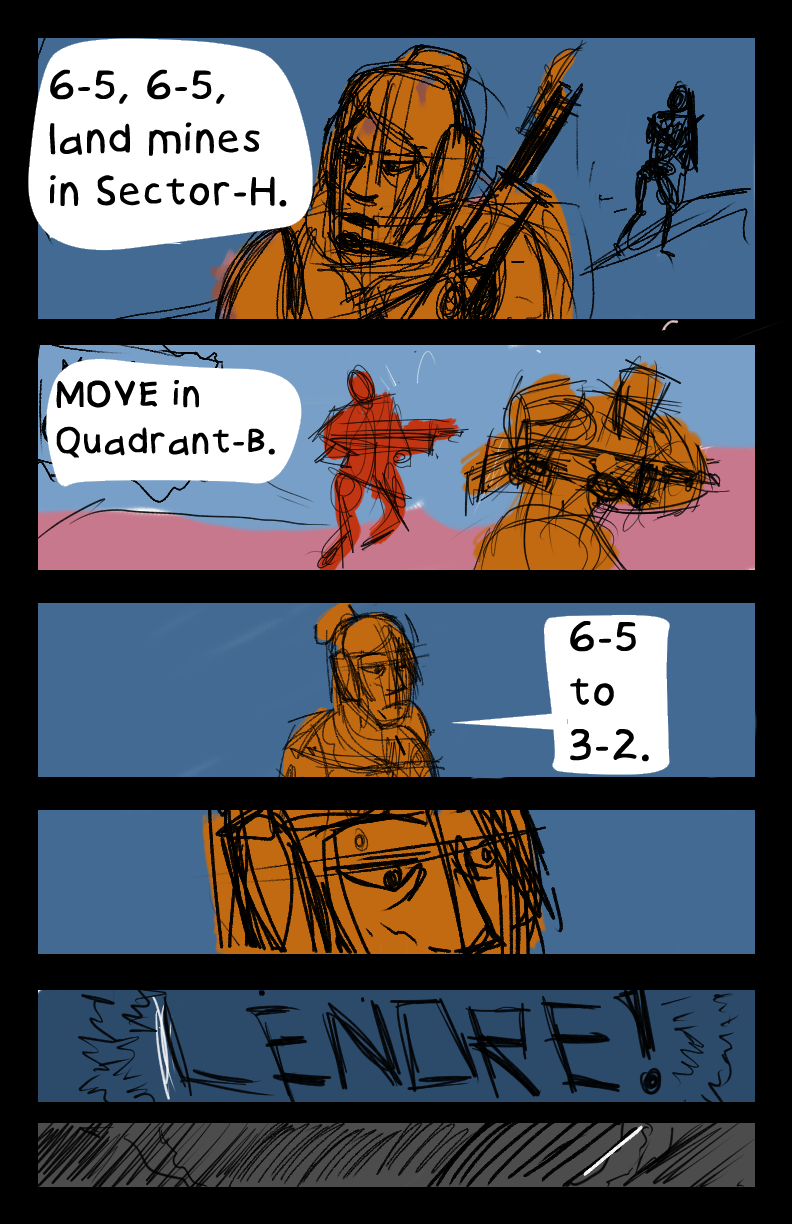 6-5, 6-5,
land mines
in Sector-H.
MOVE in
Quadrant-B.
6-5
to
3-2.
LENORE!